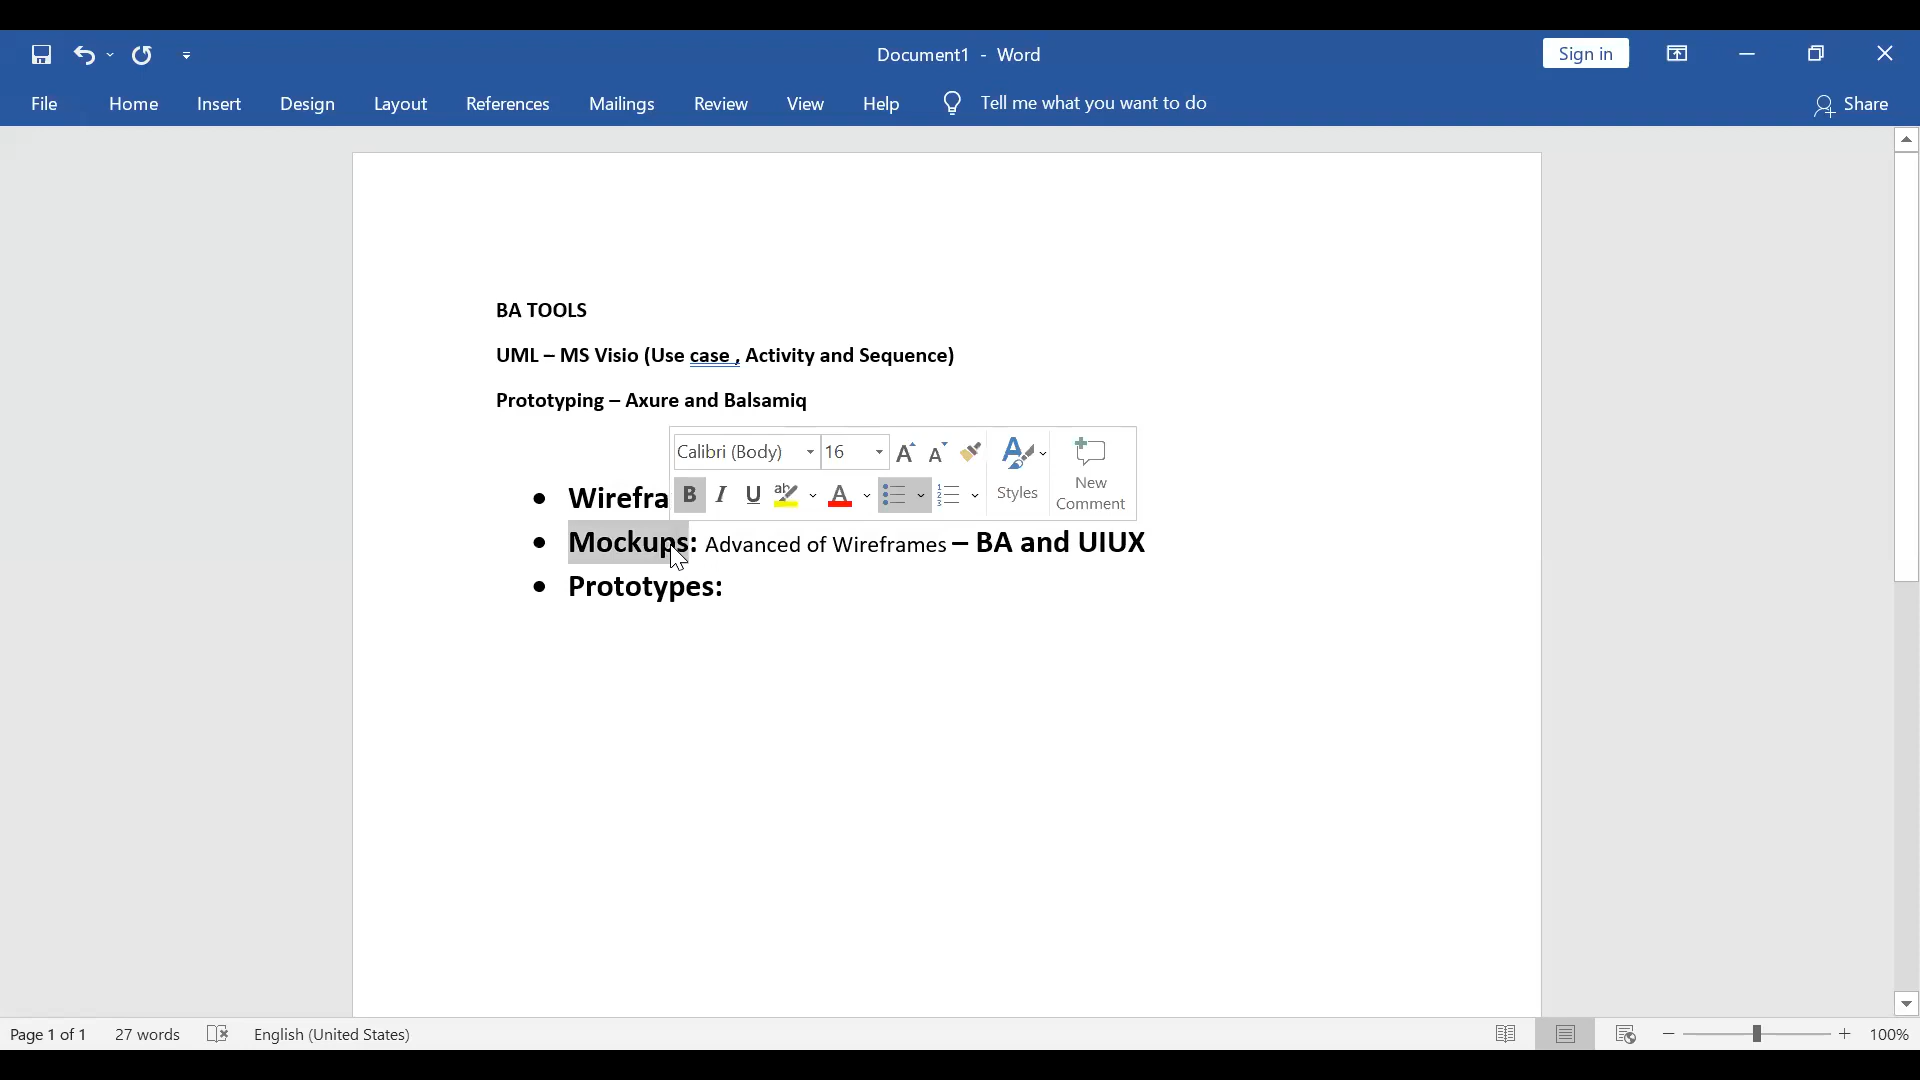 Document1 - Word
Sign in
File Home Insert Design Layout References Mailings Review View Help Tell me what you want to do Share
BA TOOLS
UML – MS Visio (Use case , Activity and Sequence)
Prototyping – Axure and Balsamiq
Calibri (Body) 16
Styles
New
Comment
• Wirefra
• Mockups: Advanced of Wireframes – BA and UIUX
• Prototypes:
Page 1 of 1 27 words English (United States) 100%